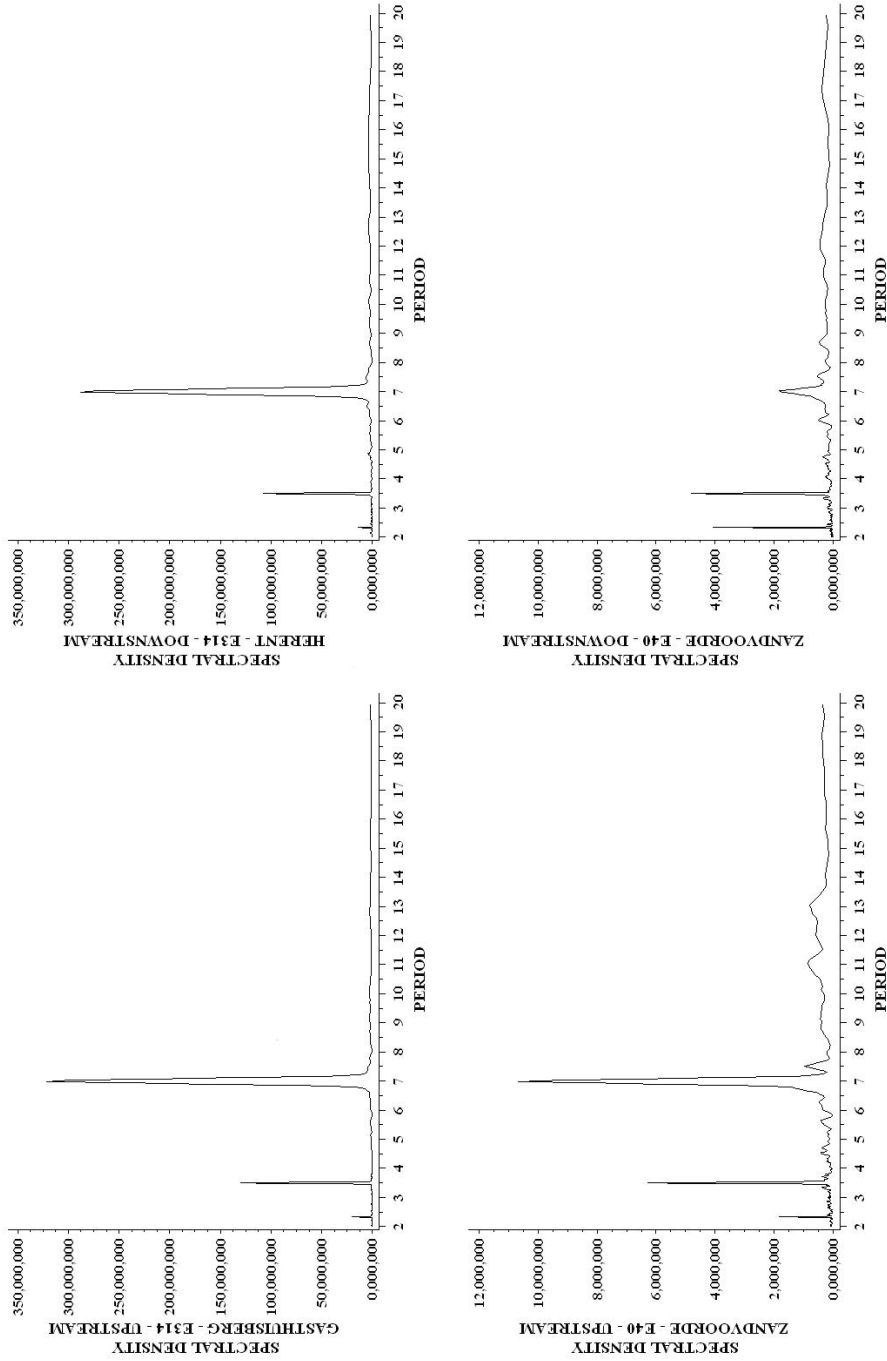 SPECTRAL DENSITY
GASTHUISBERG - E314 - UPSTREAM
350,000,000
300,000,000
250,000,000
200,000,000
150,000,000
100,000,000
50,000,000
0,000,000
2 3 4 5 6 7 8 9 10 11 12 13 14 15 16 17 18 19 20
PERIOD
SPECTRAL DENSITY
HERENT - E314 - DOWNSTREAM
350,000,000
300,000,000
250,000,000
200,000,000
150,000,000
100,000,000
50,000,000
0,000,000
2 3 4 5 6 7 8 9 10 11 12 13 14 15 16 17 18 19 20
PERIOD
SPECTRAL DENSITY
ZANDVOORDE - E40 - UPSTREAM
12,000,000
10,000,000
8,000,000
6,000,000
4,000,000
2,000,000
0,000,000
2 3 4 5 6 7 8 9 10 11 12 13 14 15 16 17 18 19 20
PERIOD
SPECTRAL DENSITY
ZANDVOORDE - E40 - DOWNSTREAM
12,000,000
10,000,000
8,000,000
6,000,000
4,000,000
2,000,000
0,000,000
2 3 4 5 6 7 8 9 10 11 12 13 14 15 16 17 18 19 20
PERIOD